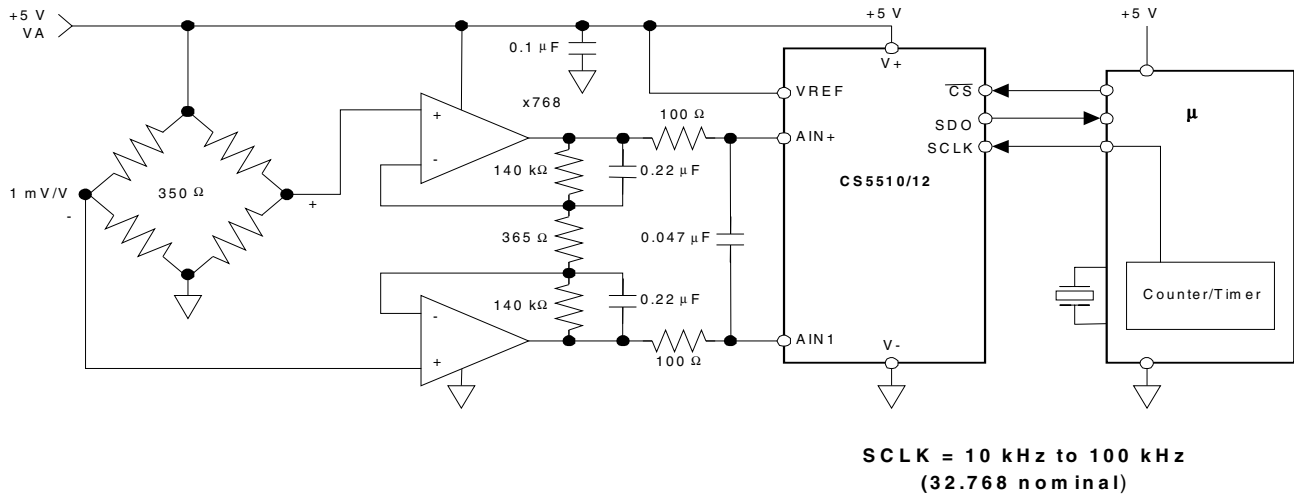 +5 V
VA
0.1 µF
x768
+
-
100 Ω
140 kΩ
0.22 µF
1 mV/V
-
350 Ω
+
365 Ω
0.047 µF
140 kΩ
0.22 µF
-
+
100 Ω
+5 V
V+
VREF
AIN+
CS5510/12
AIN1
V-
CS
SDO
SCLK
+5 V
µ
Counter/Timer
SCLK = 10 kHz to 100 kHz
(32.768 nominal)